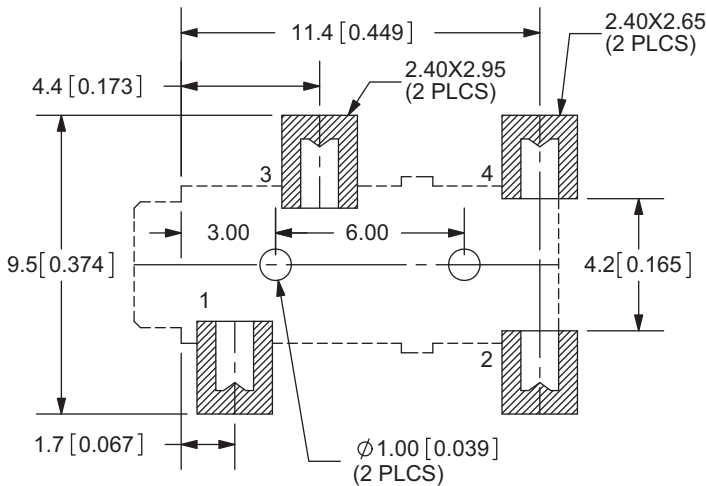 11.4 [0.449]
2.40X2.65
(2 PLCS)
4.4 [0.173]
2.40X2.95
(2 PLCS)
3
4
3.00
6.00
9.5[0.374]
4.2[0.165]
1
2
1.7 [0.067]
∅1.00 [0.039]
(2 PLCS)